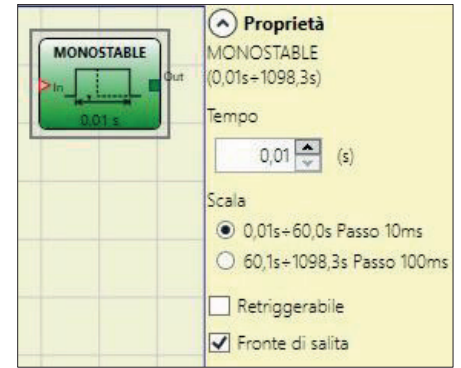 MONOSTABLE
In
Out
0,01 s
Proprietà
MONOSTABLE
(0,01s÷1098,3s)
Tempo
0,01 (s)
Scala
0,01s÷60,0s Passo 10ms
60,1s÷1098,3s Passo 100ms
Retriggerabile
Fronte di salita